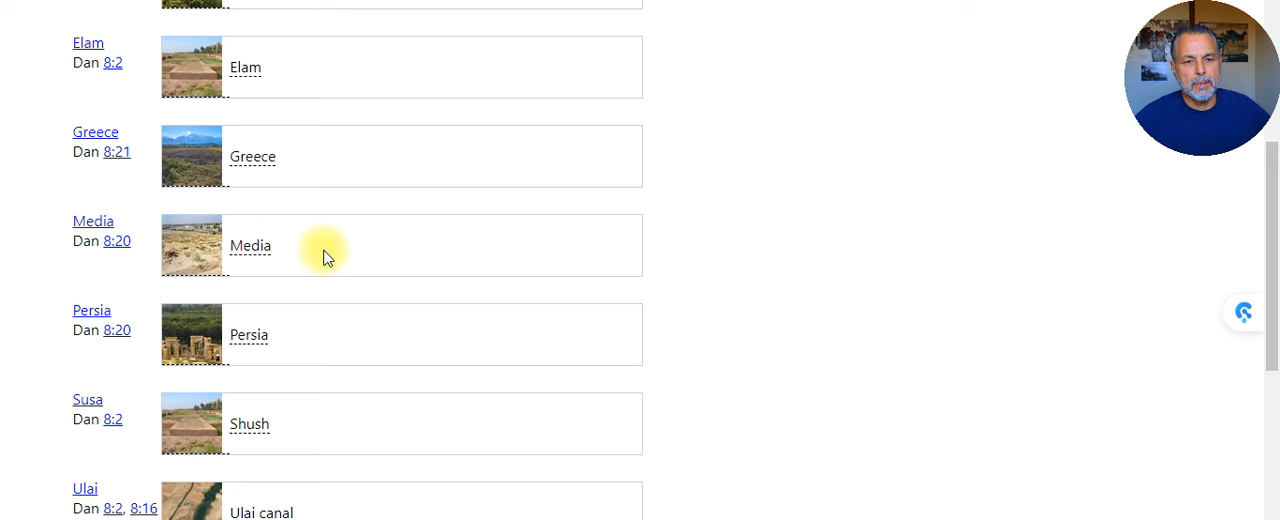 Elam
Dan 8:2
Elam
Greece
Dan 8:21
Greece
Media
Dan 8:20
Media
Persia
Dan 8:20
Persia
Susa
Dan 8:2
Shush
Ulai
Dan 8:2, 8:16
Ulai canal